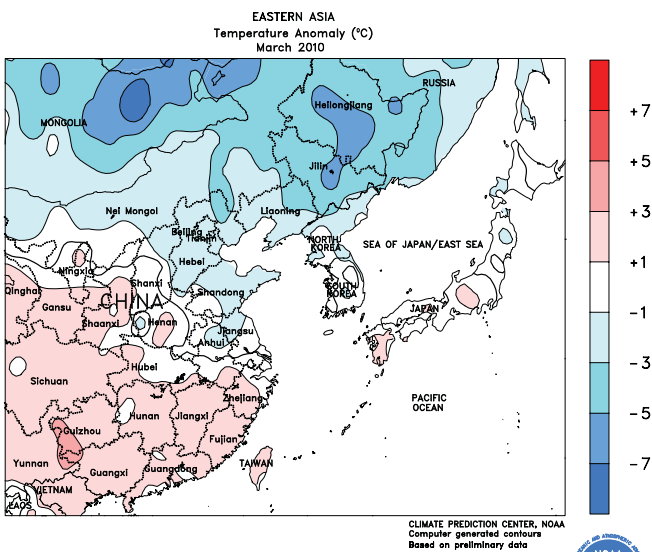 EASTERN ASIA
Temperature Anomaly (°C)
March 2010
RUSSIA
Heilongjiang
MONGOLIA
Jilin
Nei Mongol
Liaoning
Beijing
Tianjin
NORTH
KOREA
SEA OF JAPAN/EAST SEA
Hebei
Ningxia
Shanxi
Qinghai
Shandong
SOUTH
KOREA
CHINA
Gansu
JAPAN
Shaanxi
Henan
Jiangsu
Anhui
Hubei
Sichuan
Zhejiang
PACIFIC
OCEAN
Hunan
Jiangxi
Guizhou
Fujian
Yunnan
Guangxi
Guangdong
TAIWAN
VIETNAM
LAOS
+7
+5
+3
+1
-1
-3
-5
-7
CLIMATE PREDICTION CENTER, NOAA
Computer generated contours
Based on preliminary data